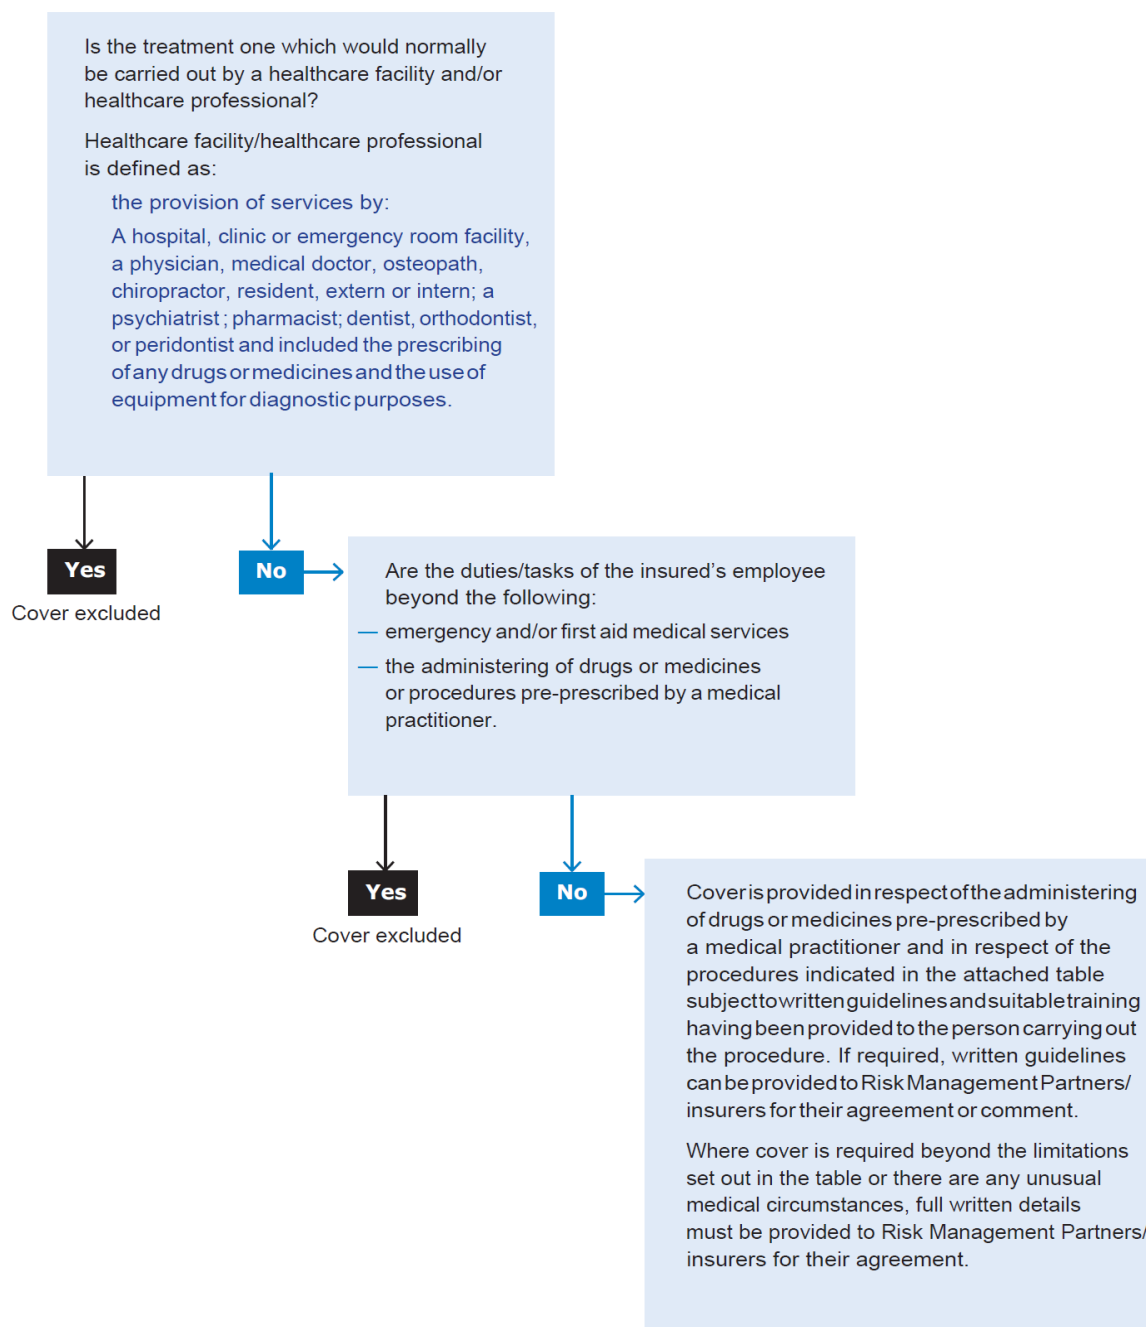 Is the treatment one which would normally
be carried out by a healthcare facility and/or
healthcare professional?
Healthcare facility/healthcare professional
is defined as:
the provision of services by:
A hospital, clinic or emergency room facility,
a physician, medical doctor, osteopath,
chiropractor, resident, extern or intern; a
psychiatrist; pharmacist; dentist, orthodontist,
or peridontist and included the prescribing
of any drugs or medicines and the use of
equipment for diagnostic purposes.
Yes
Cover excluded
No
Are the duties/tasks of the insured’s employee
beyond the following:
— emergency and/or first aid medical services
— the administering of drugs or medicines
or procedures pre-prescribed by a medical
practitioner.
Yes
Cover excluded
No
Cover is provided in respect of the administering
of drugs or medicines pre-prescribed by
a medical practitioner and in respect of the
procedures indicated in the attached table
subject to written guidelines and suitable training
having been provided to the person carrying out
the procedure. If required, written guidelines
can be provided to Risk Management Partners/
insurers for their agreement or comment.
Where cover is required beyond the limitations
set out in the table or there are any unusual
medical circumstances, full written details
must be provided to Risk Management Partners/
insurers for their agreement.